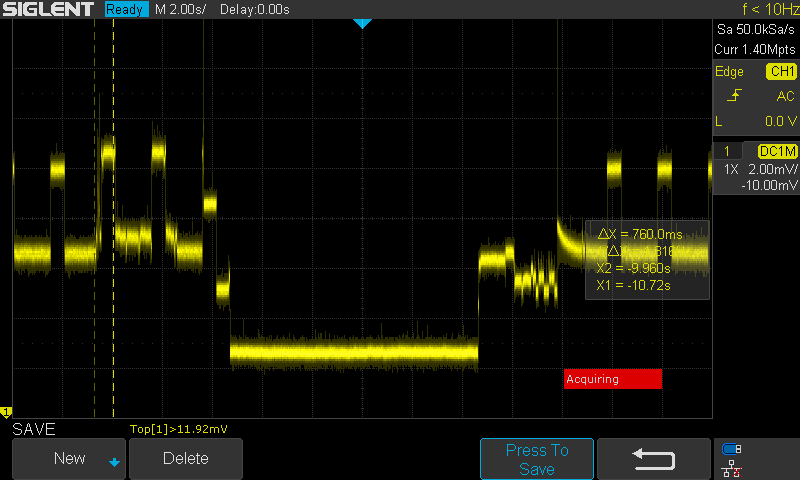 SIGLENT Ready M 2.00s/ Delay:0.00s f < 10Hz
Sa 50.0kSa/s
Curr 1.40Mpts
Edge CH1
AC
L 0.0 V
1 DC1M
1X 2.00mV/
-10.00mV
ΔX = 760.0ms
X2 = -9.960s
X1 = -10.72s
Acquiring
1
SAVE Top[1]>11.92mV
New Delete Press To
Save